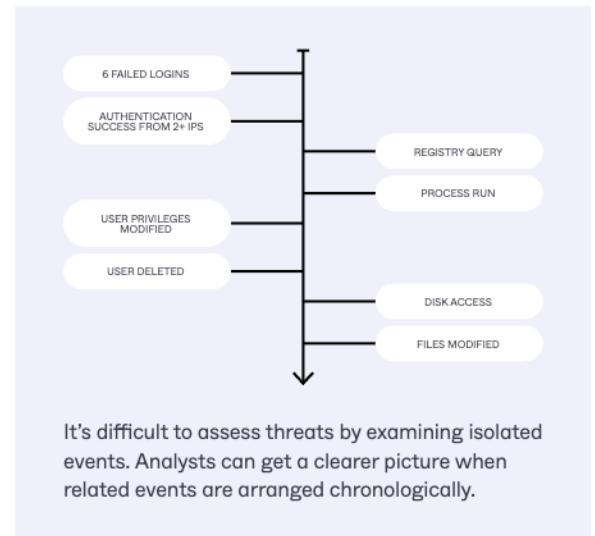 6 FAILED LOGINS
AUTHENTICATION
SUCCESS FROM 2+ IPS
REGISTRY QUERY
PROCESS RUN
USER PRIVILEGES
MODIFIED
USER DELETED
DISK ACCESS
FILES MODIFIED
It's difficult to assess threats by examining isolated
events. Analysts can get a clearer picture when
related events are arranged chronologically.